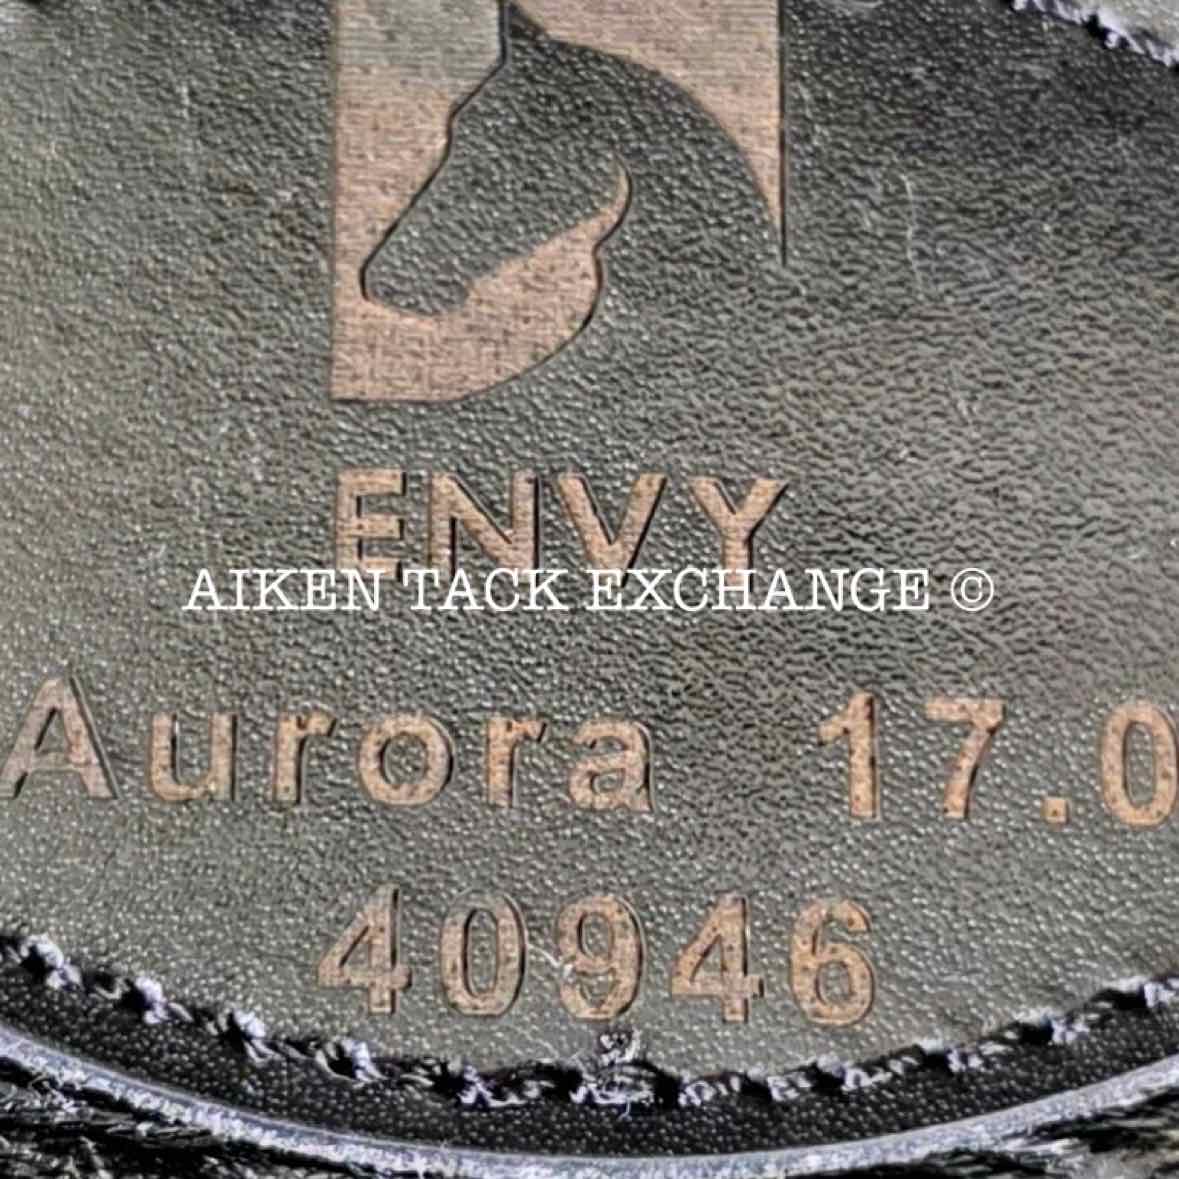 ENVY
AIKEN TACK EXCHANGE ©
Aurora 17.0
40946